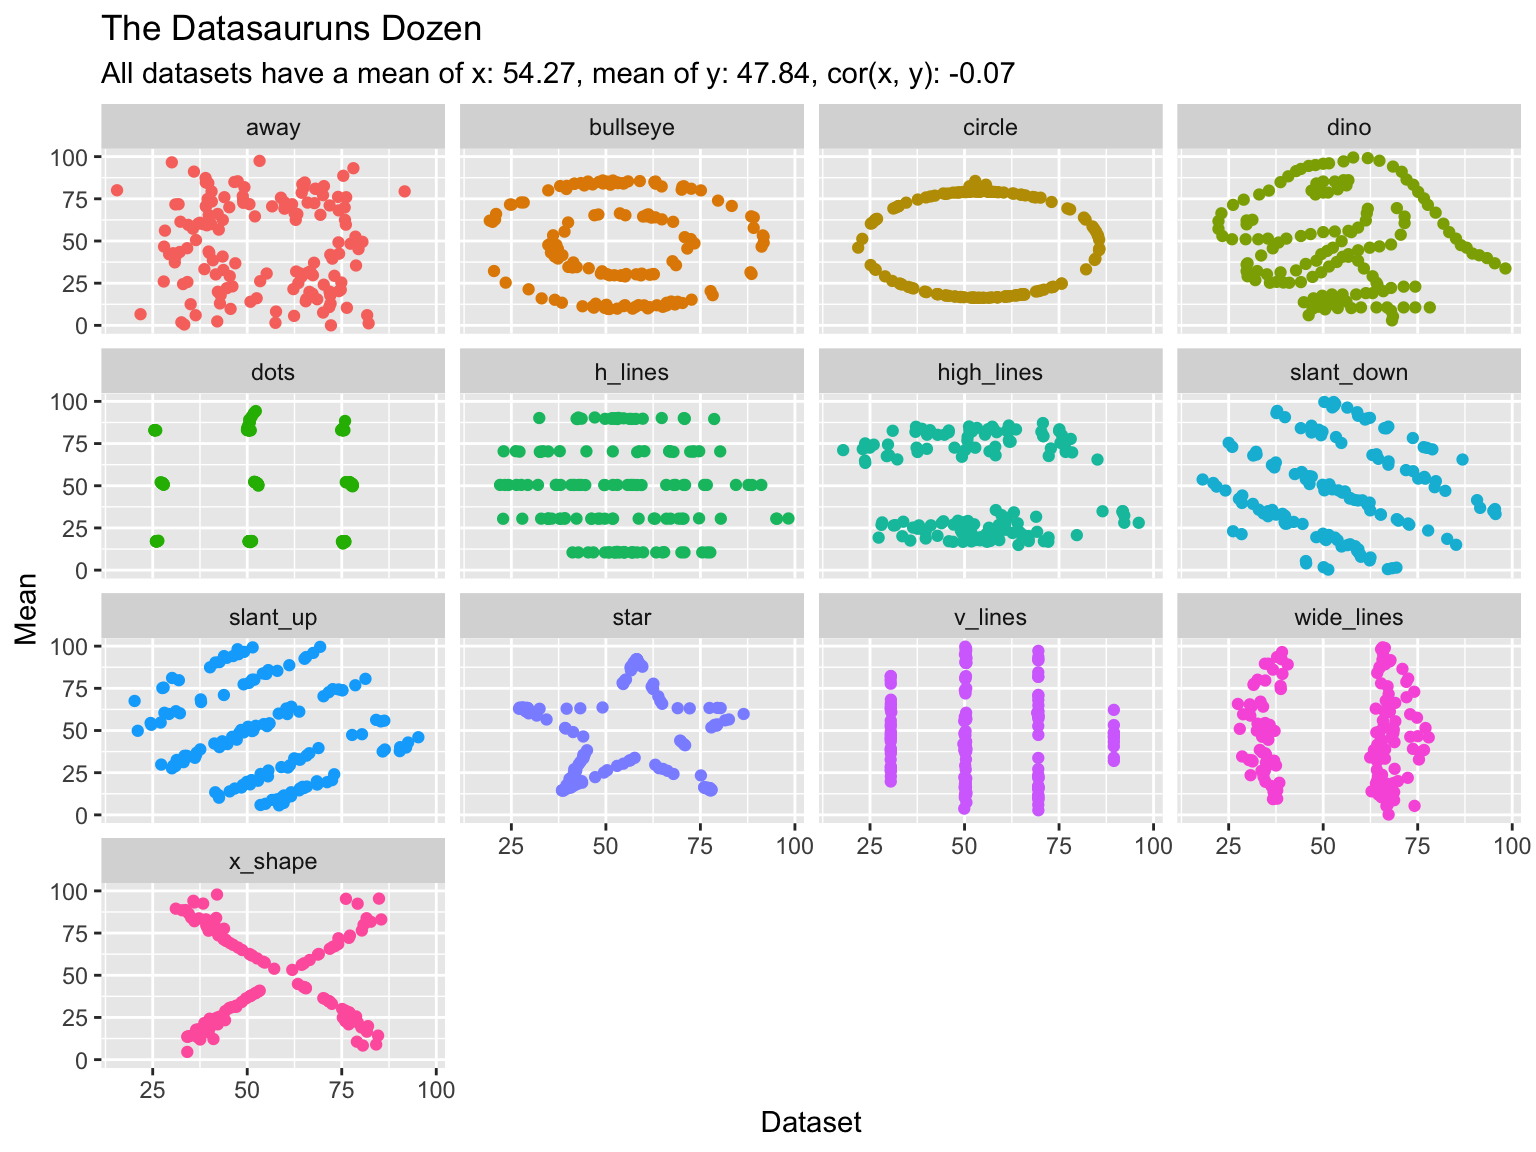 The Datasauruns Dozen
All datasets have a mean of x: 54.27, mean of y: 47.84, cor(x, y): -0.07
away bullseye circle dino
100
75
50
25
0
dots h_lines high_lines slant_down
100
75
50
25
0
slant_up star v_lines wide_lines
100
75
50
25
0
25 50 75 100 25 50 75 100 25 50 75 100
x_shape
100
75
50
25
0
25 50 75 100
Mean
Dataset